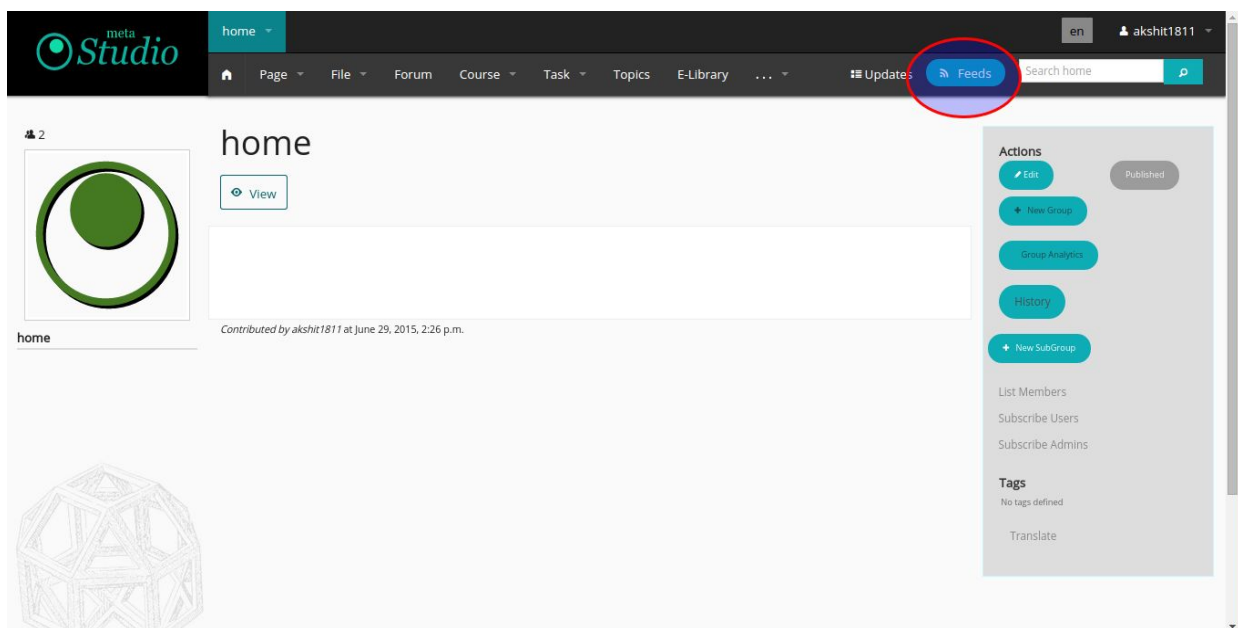 meta
Studio
home
en
akshit1811
Page
File
Forum
Course
Task
Topics
E-Library
...
Updates
Feeds
Search home
2
home
home
View
Contributed by akshit1811 at June 29, 2015, 2:26 p.m.
Actions
Edit
Published
+ New Group
Group Analytics
History
+ New SubGroup
List Members
Subscribe Users
Subscribe Admins
Tags
No tags defined
Translate